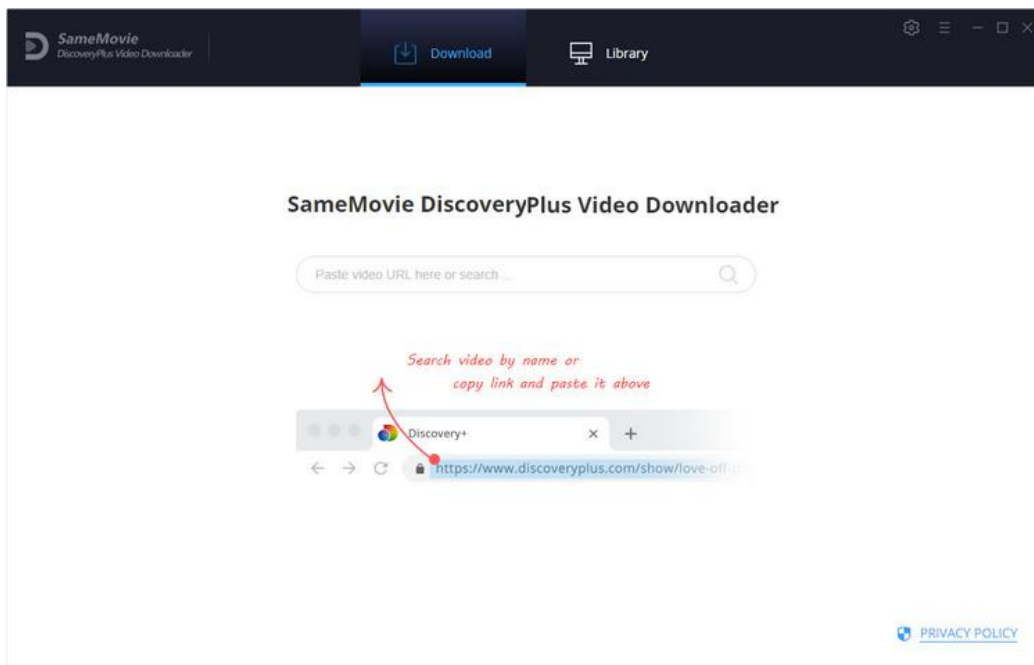 SameMovie
DiscoveryPlus Video Downloader
Download
Library
SameMovie DiscoveryPlus Video Downloader
Paste video URL here or search ...
Search video by name or
copy link and paste it above
Discovery+
https://www.discoveryplus.com/show/love-off-
PRIVACY POLICY